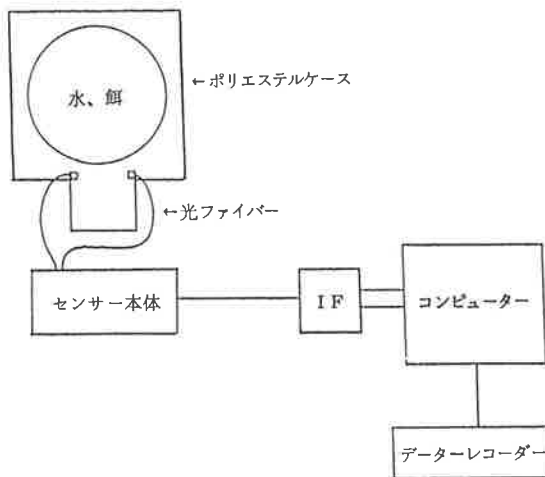 ←ポリエステルケース
水、餌
←光ファイバー
センサー本体
IF
コンピューター
データーレコーダー